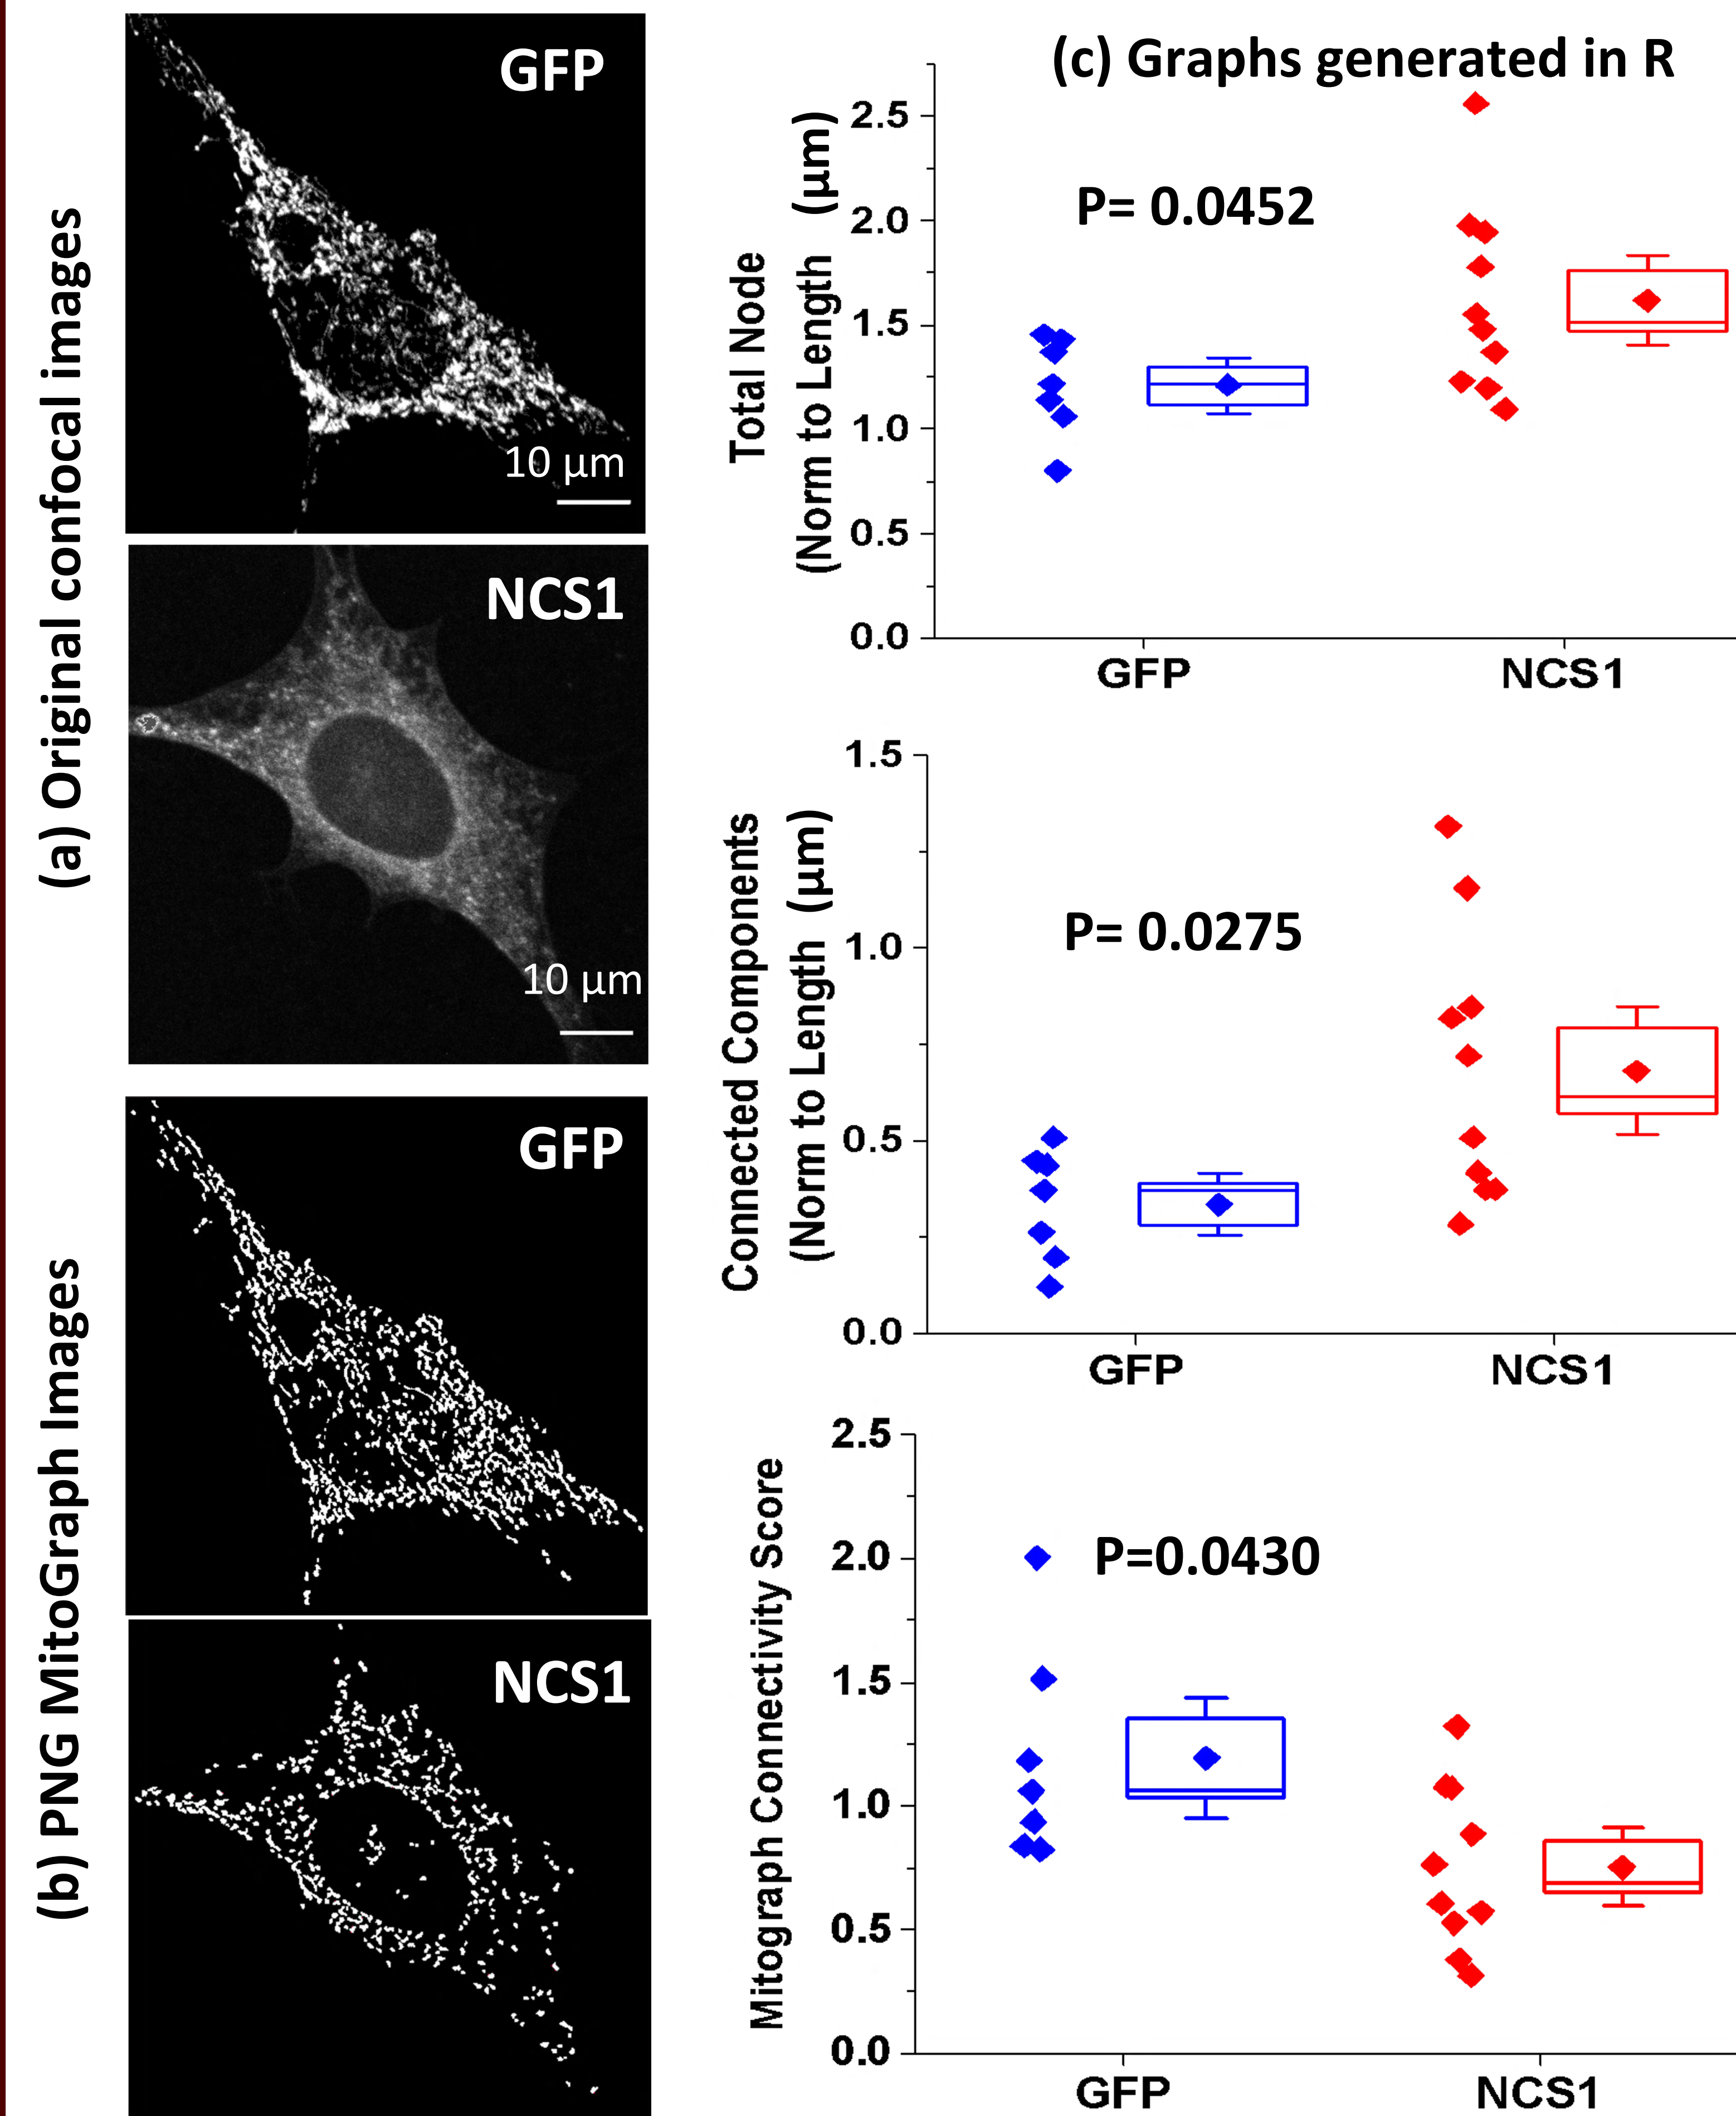 (a) Original confocal images
GFP
10 µm
NCS1
10 µm
(b) PNG MitoGraph Images
GFP
NCS1
(c) Graphs generated in R
Total Node
(Norm to Length (µm)
2.5
2.0
1.5
1.0
0.5
0.0
P= 0.0452
GFP
NCS1
Connected Components
(Norm to Length (µm)
1.5
1.0
0.5
0.0
P= 0.0275
GFP
NCS1
Mitograph Connectivity Score
2.5
2.0
1.5
1.0
0.5
0.0
P=0.0430
GFP
NCS1